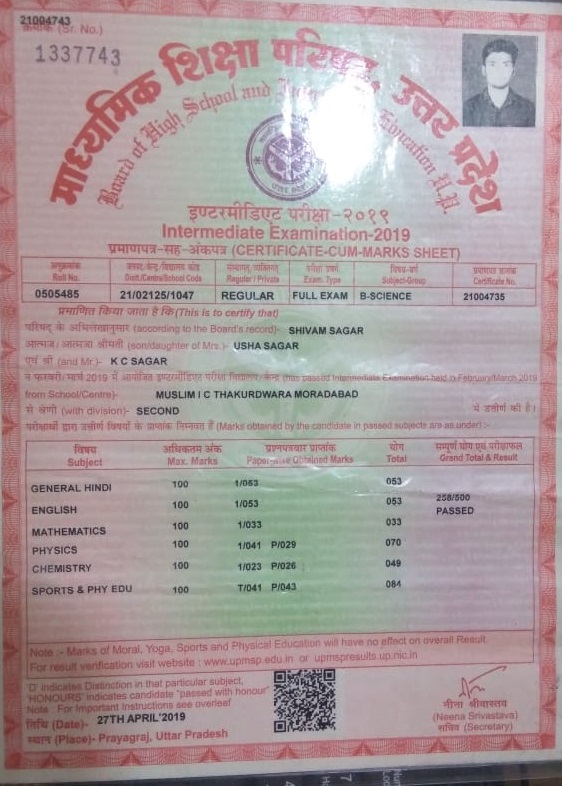 21004743
क्रमांक (Sr. No.)
1337743
माध्यमिक शिक्षा परिषद्, उत्तर प्रदेश
Board of High School and Education U.P.
इण्टरमीडिएट परीक्षा-२०१९
Intermediate Examination-2019
प्रमाणपत्र-सह-अंकपत्र (CERTIFICATE-CUM-MARKS SHEET)
अनुक्रमांक
Roll No. Distt./Centre/School Code Regular / Private Exam. Type Subject-Group Certificate No.
0505485 21/02125/1047 REGULAR FULL EXAM B-SCIENCE 21004735
प्रमाणित किया जाता है कि (This is to certify that)
परिषद् के अभिलेखानुसार (according to the Board's record)- SHIVAM SAGAR
आत्मज/आत्मजा श्रीमती (son/daughter of Mrs.)- USHA SAGAR
एवं श्री (and Mr.)- K C SAGAR
ने फरवरी/मार्च 2019 में आयोजित इण्टरमीडिएट परीक्षा विद्यालय/केन्द्र (has passed Intermediate Examination held in February/March 2019
from School/Centre)- MUSLIM I C THAKURDWARA MORADABAD
से श्रेणी (with division)- SECOND में उत्तीर्ण की है।
परीक्षार्थी द्वारा उत्तीर्ण विषयों के प्राप्तांक निम्नवत हैं (Marks obtained by the candidate in passed subjects are as under) :-
विषय अधिकतम अंक प्रश्नपत्रवार प्राप्तांक योग सम्पूर्ण योग एवं परीक्षाफल
Subject Max. Marks Paper-wise Obtained Marks Total Grand Total & Result
GENERAL HINDI 100 1/053 053
ENGLISH 100 1/053 053 258/500
PASSED
MATHEMATICS 100 1/033 033
PHYSICS 100 1/041 P/029 070
CHEMISTRY 100 1/023 P/026 049
SPORTS & PHY EDU 100 T/041 P/043 084
Note :- Marks of Moral, Yoga, Sports and Physical Education will have no effect on overall Result.
For result verification visit website : www.upmsp.edu.in or upmspresults.up.nic.in
'D' indicates Distinction in that particular subject.
'HONOURS' indicates candidate "passed with honour"
Note : For Important Instructions see overleaf
तिथि (Date)- 27TH APRIL'2019
स्थान (Place)- Prayagraj, Uttar Pradesh
नीना श्रीवास्तव
(Neena Srivastava)
सचिव (Secretary)